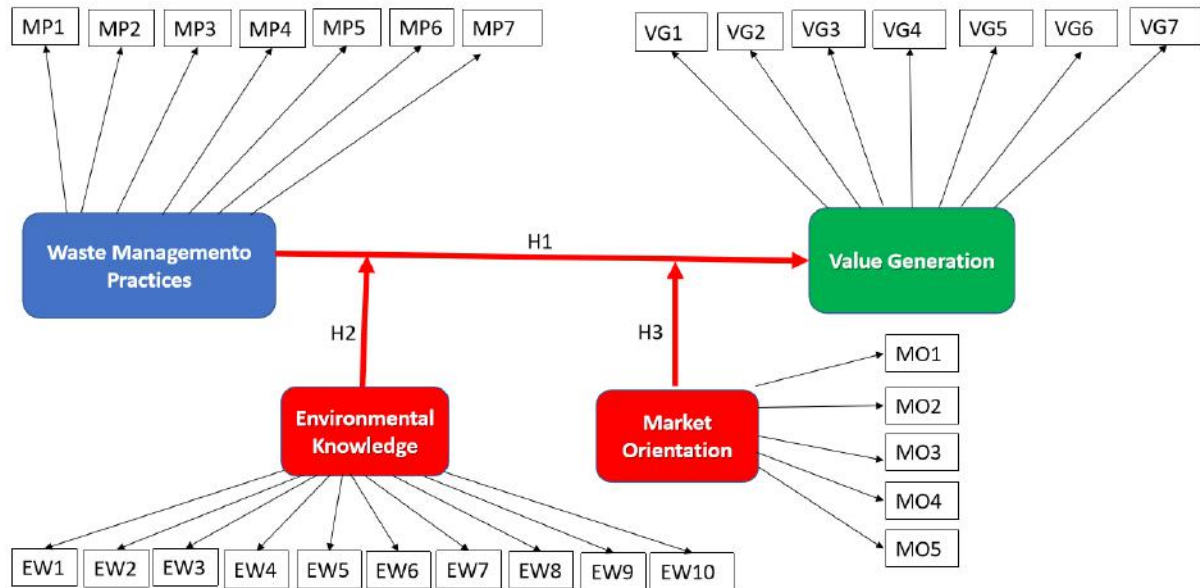 MP1 MP2 MP3 MP4 MP5 MP6 MP7
VG1 VG2 VG3 VG4 VG5 VG6 VG7
Waste Managemento
Practices
H1
Value Generation
H2
H3
Environmental
Knowledge
Market
Orientation
MO1
MO2
MO3
MO4
MO5
EW1 EW2 EW3 EW4 EW5 EW6 EW7 EW8 EW9 EW10